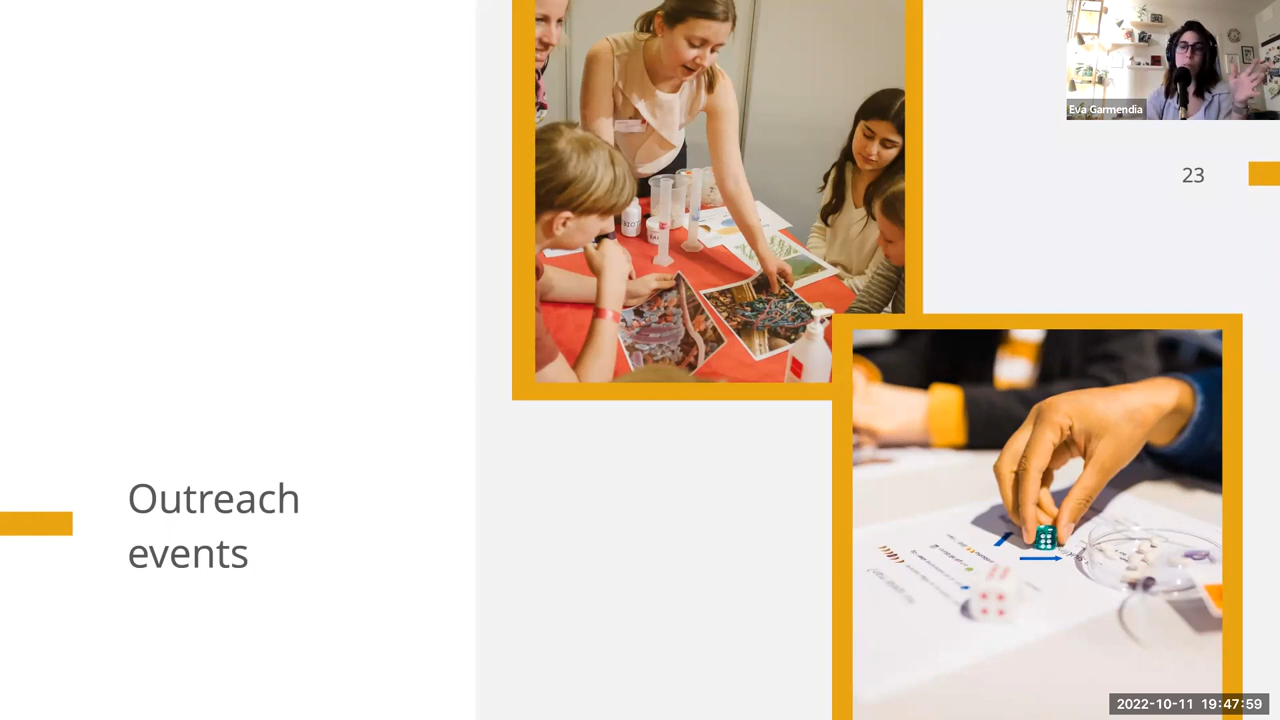 Eva Garmendia
23
Outreach
events
2022-10-11 19:47:59